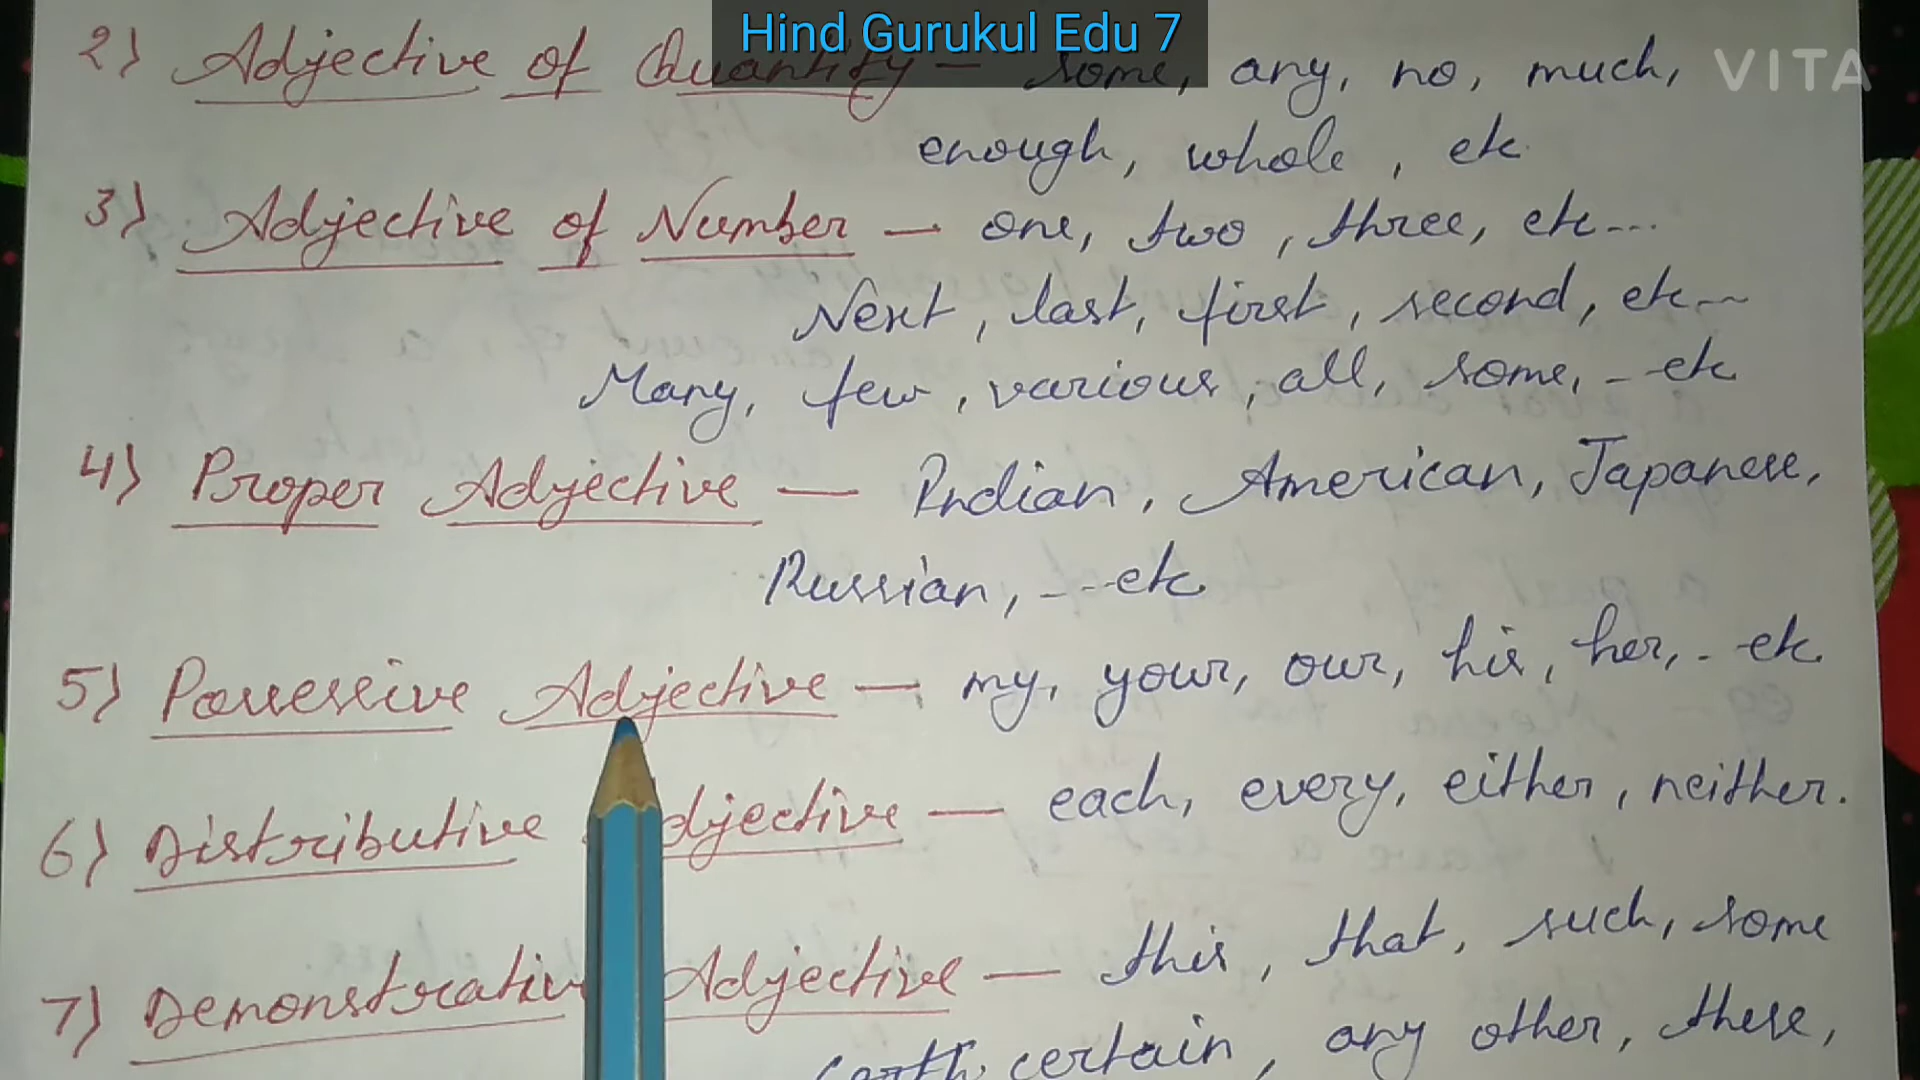 Hind Gurukul Edu 7
VITA
2) Adjective of Quantity – some, any, no, much,
enough, whole, etc
3) Adjective of Number – one, two, three, etc...
Next, last, first, second, etc--
Many, few, various, all, some, -- etc
4) Proper Adjective – Indian, American, Japanese,
Russian, --- etc
5) Possessive Adjective – my, your, our, his, her, -- etc.
6) Distributive Adjective – each, every, either, neither.
7) Demonstrative Adjective – this, that, such, some
certain, any other, these,